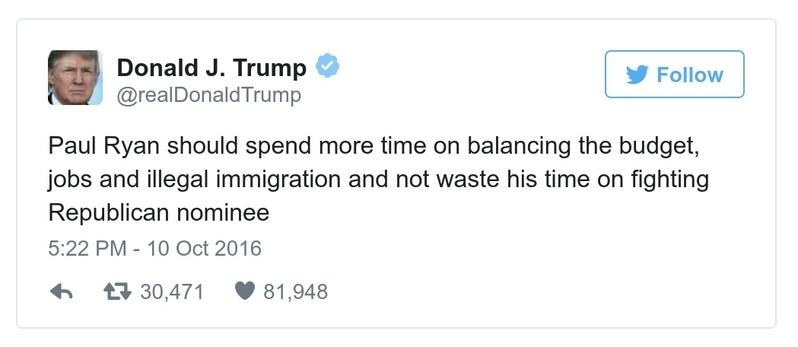 Donald J. Trump
Follow
@realDonaldTrump
Paul Ryan should spend more time on balancing the budget,
jobs and illegal immigration and not waste his time on fighting
Republican nominee
5:22 PM - 10 Oct 2016
30,471 81,948